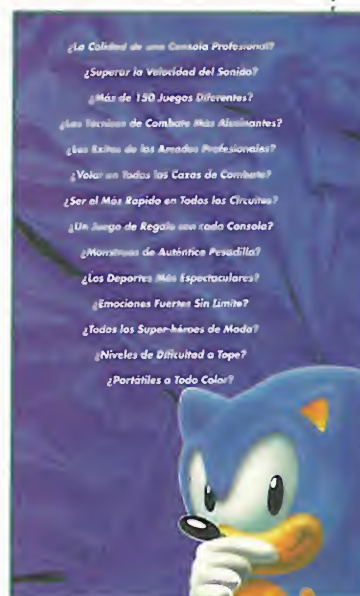 ¿La Calidad de una Consola Profesional?
¿Superar la Velocidad del Sonido?
¿Más de 150 Juegos Diferentes?
¿Las Técnicas de Combate Más Alucinantes?
¿Los Exitos de los Arcades Profesionales?
¿Volar en Todos los Cazas de Combate?
¿Ser el Más Rapido en Todos los Circuitos?
¿Un Juego de Regalo con cada Consola?
¿Monstruos de Auténtica Pesadilla?
¿Los Deportes Más Espectaculares?
¿Emociones Fuertes Sin Limite?
¿Todos los Super-héroes de Moda?
¿Niveles de Dificultad a Tope?
¿Portátiles a Todo Color?